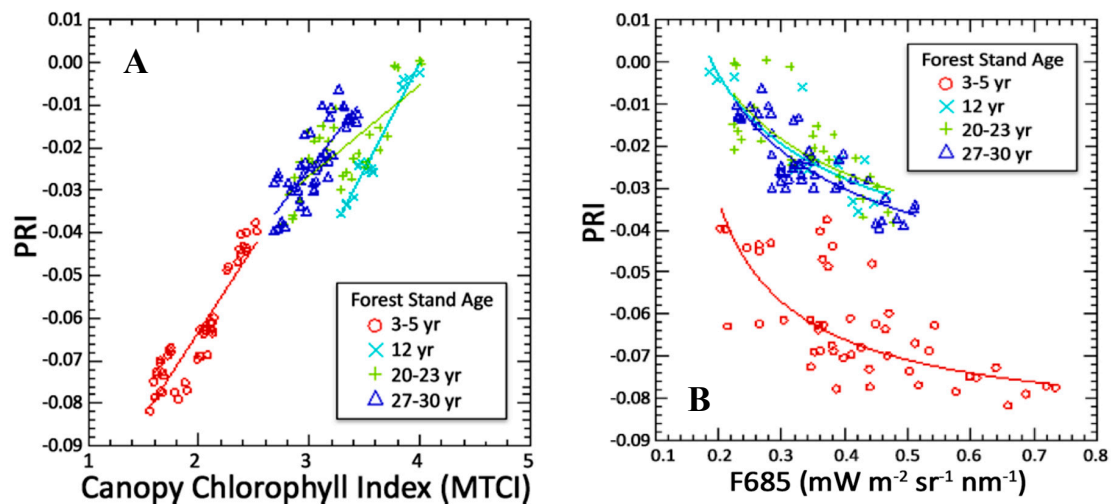 A
PRI
0.01
0.00
-0.01
-0.02
-0.03
-0.04
-0.05
-0.06
-0.07
-0.08
-0.09
Forest Stand Age
3-5 yr
12 yr
20-23 yr
27-30 yr
1 2 3 4 5
Canopy Chlorophyll Index (MTCI)
B
PRI
0.01
0.00
-0.01
-0.02
-0.03
-0.04
-0.05
-0.06
-0.07
-0.08
-0.09
Forest Stand Age
3-5 yr
12 yr
20-23 yr
27-30 yr
0.1 0.2 0.3 0.4 0.5 0.6 0.7 0.8
F685 (mW m⁻² sr⁻¹ nm⁻¹)